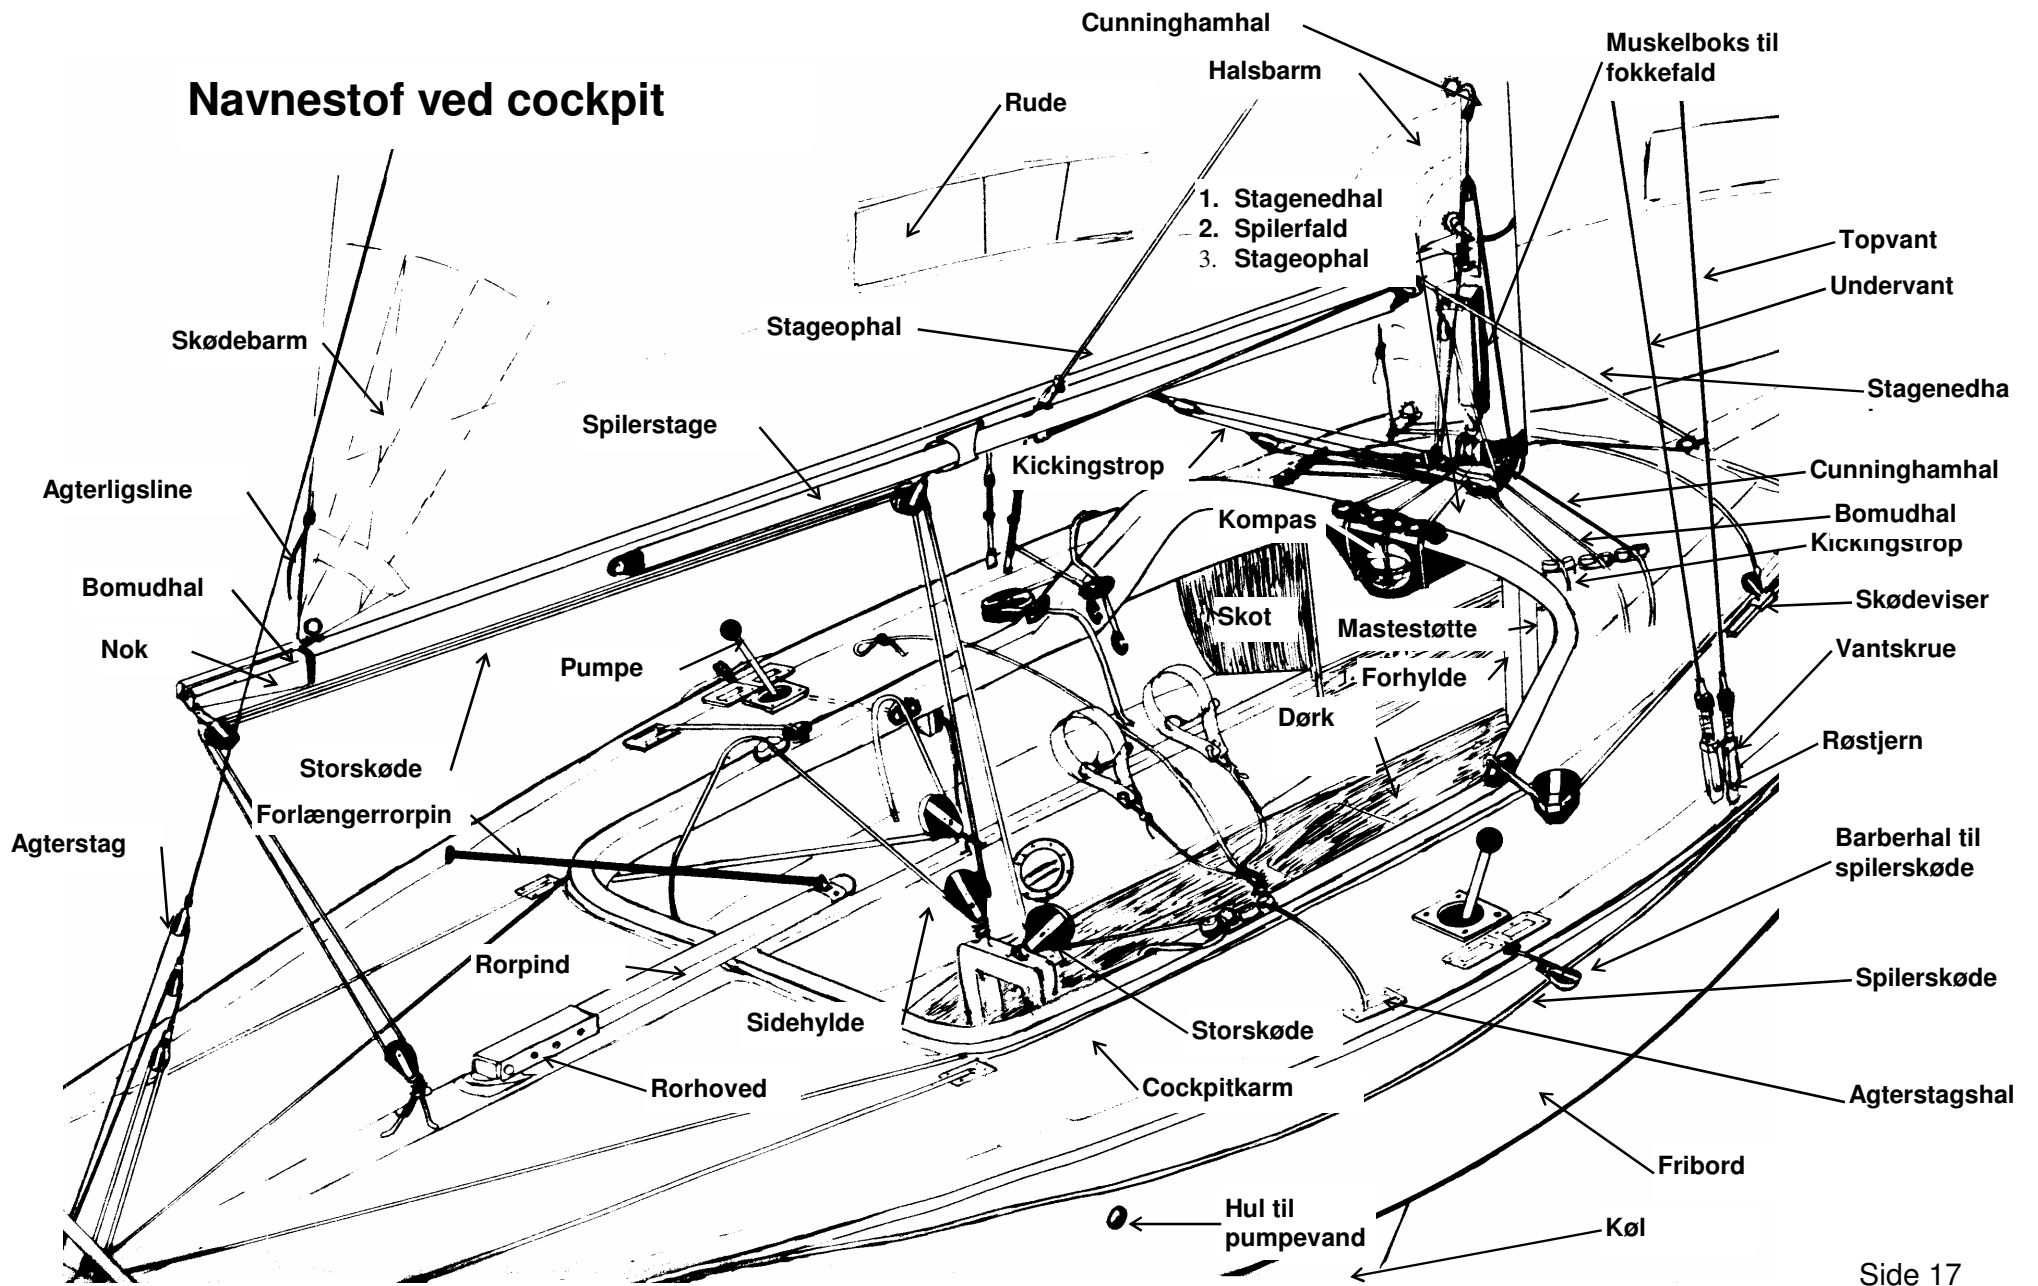 Cunninghamhal
Muskelboks til
fokkefald
Halsbarm
Navnestof ved cockpit
Rude
1. Stagenedhal
2. Spilerfald
3. Stageophal
Topvant
Undervant
Stageophal
Skødebarm
Stagenedha
Spilerstage
Kickingstrop
Cunninghamhal
Agterligsline
Bomudhal
Kompas
Kickingstrop
Bomudhal
Skødeviser
Skot
Mastestøtte
Nok
Vantskrue
Pumpe
Forhylde
Dørk
Røstjern
Storskøde
Forlængerrorpin
Agterstag
Barberhal til
spilerskøde
Rorpind
Spilerskøde
Sidehylde
Storskøde
Rorhoved
Cockpitkarm
Agterstagshal
Fribord
Hul til
pumpevand
Køl
Side 17